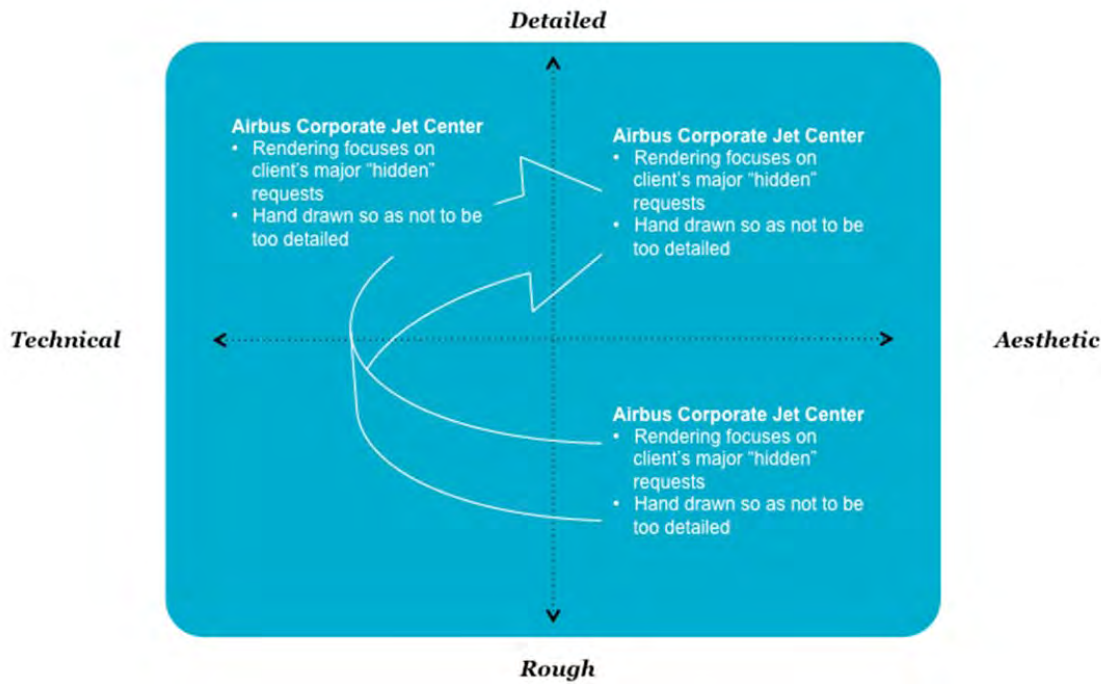 Detailed
Airbus Corporate Jet Center
• Rendering focuses on
client's major “hidden”
requests
• Hand drawn so as not to be
too detailed
Airbus Corporate Jet Center
• Rendering focuses on
client's major “hidden”
requests
• Hand drawn so as not to be
too detailed
Technical
Aesthetic
Airbus Corporate Jet Center
• Rendering focuses on
client's major “hidden”
requests
• Hand drawn so as not to be
too detailed
Rough